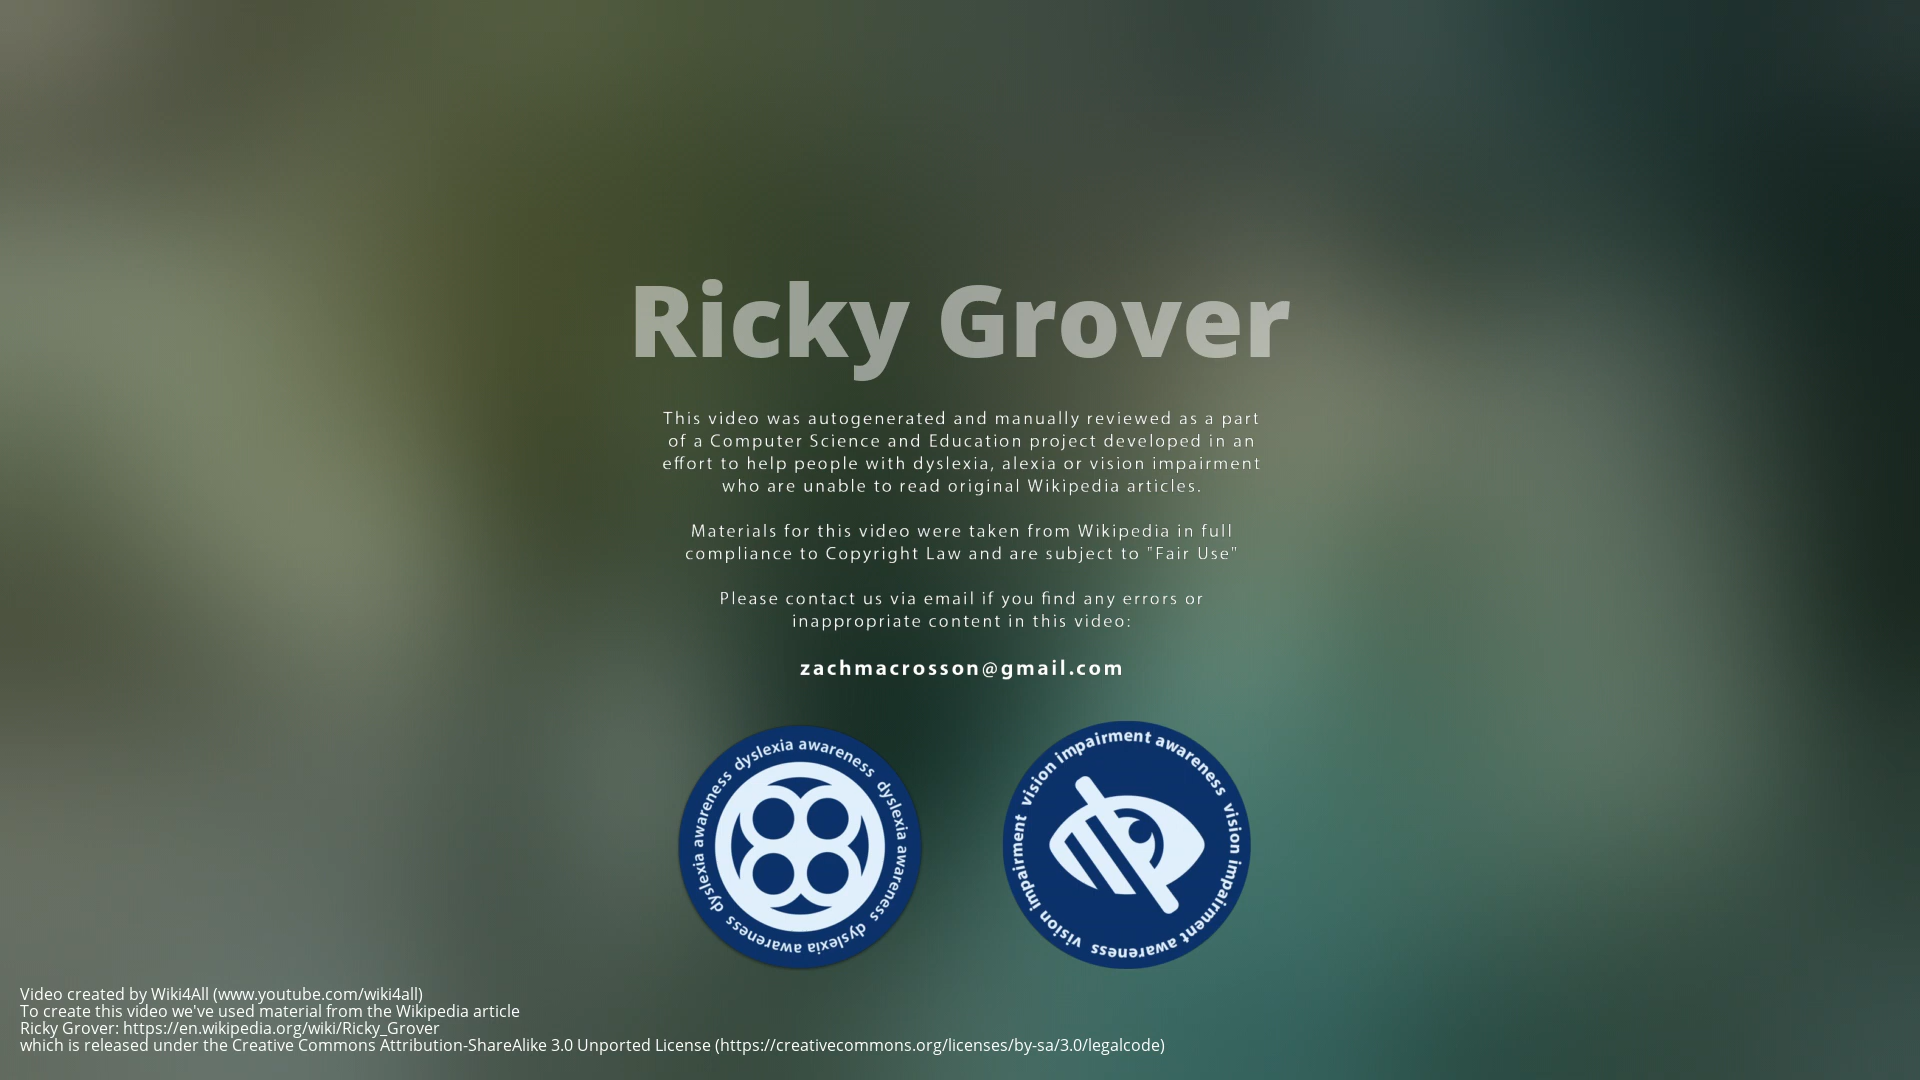 Ricky Grover
This video was autogenerated and manually reviewed as a part
of a Computer Science and Education project developed in an
effort to help people with dyslexia, alexia or vision impairment
who are unable to read original Wikipedia articles.
Materials for this video were taken from Wikipedia in full
compliance to Copyright Law and are subject to "Fair Use"
Please contact us via email if you find any errors or
inappropriate content in this video:
zachmacrosson@gmail.com
dyslexia awareness dyslexia awareness dyslexia awareness dyslexia awareness
vision impairment awareness vision impairment awareness vision impairment
Video created by Wiki4All (www.youtube.com/wiki4all)
To create this video we've used material from the Wikipedia article
Ricky Grover: https://en.wikipedia.org/wiki/Ricky_Grover
which is released under the Creative Commons Attribution-ShareAlike 3.0 Unported License (https://creativecommons.org/licenses/by-sa/3.0/legalcode)